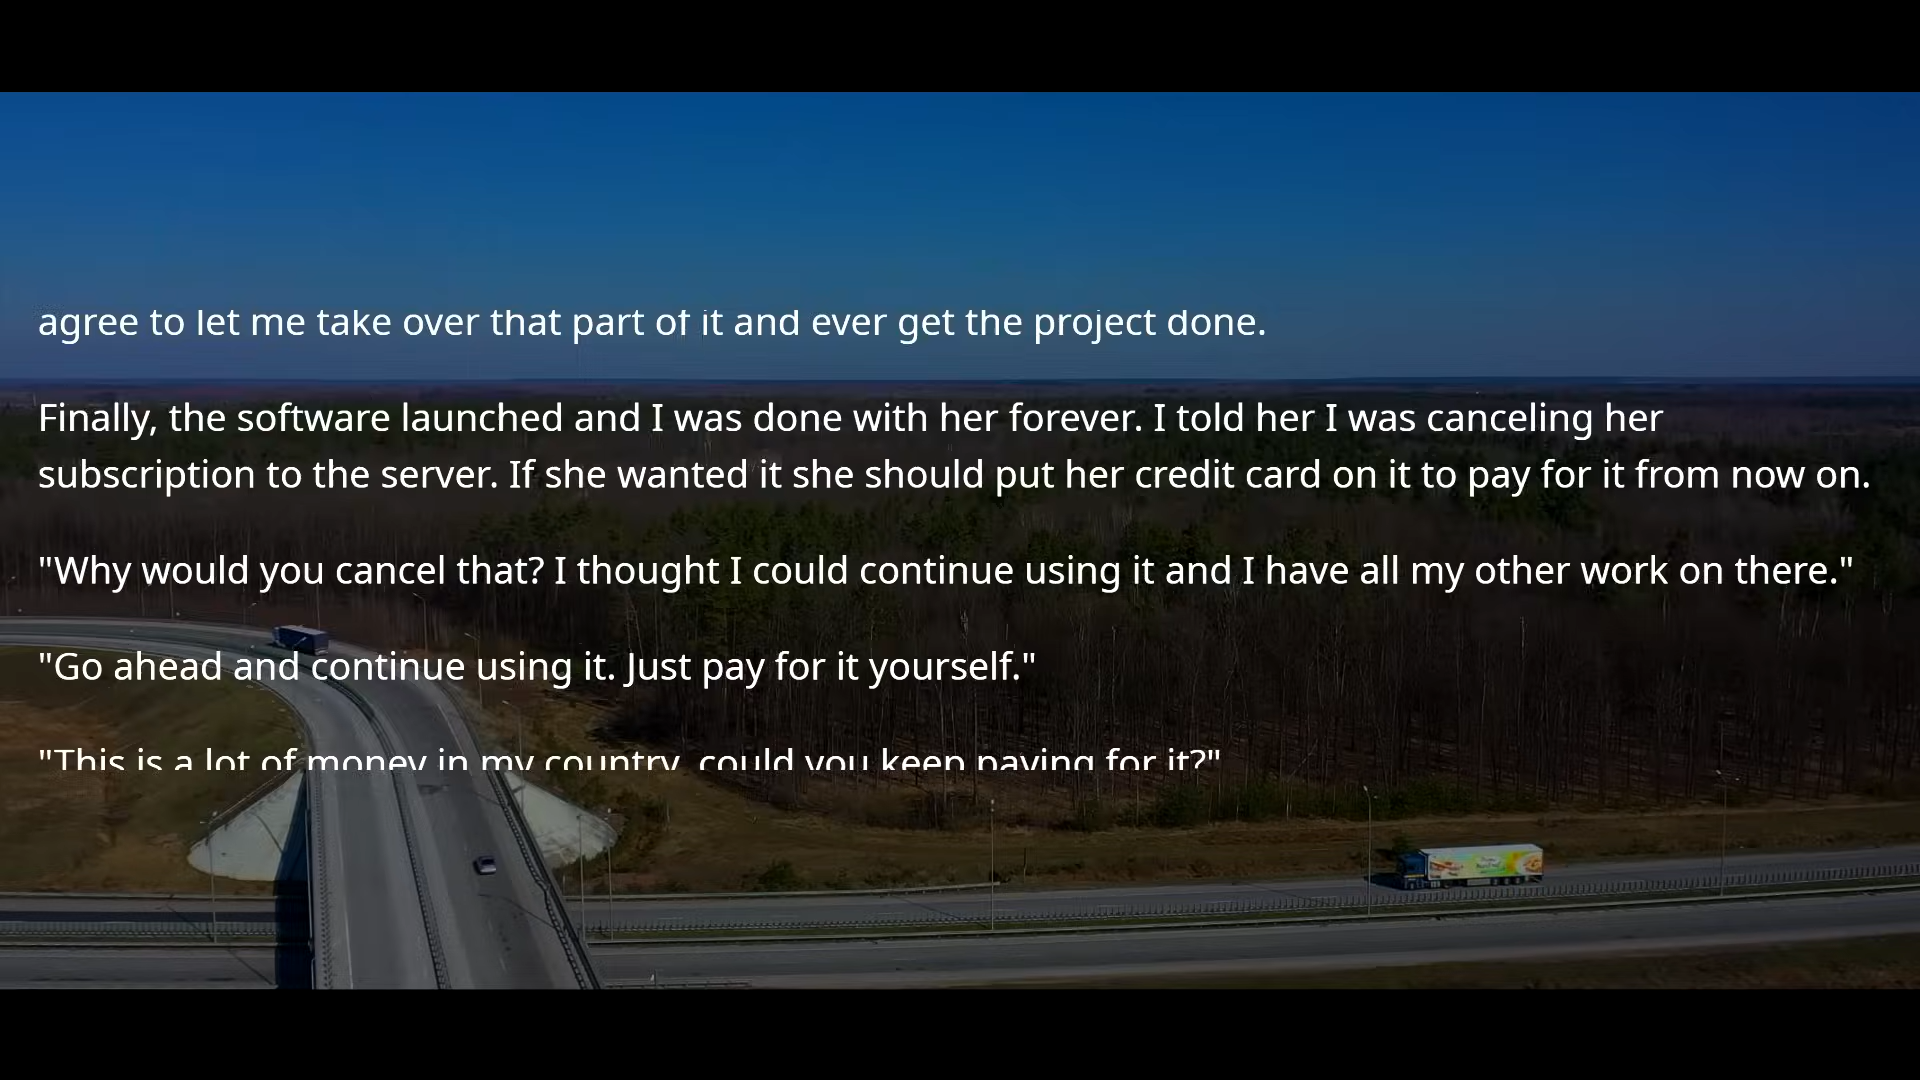 agree to let me take over that part of it and ever get the project done.
Finally, the software launched and I was done with her forever. I told her I was canceling her
subscription to the server. If she wanted it she should put her credit card on it to pay for it from now on.
"Why would you cancel that? I thought I could continue using it and I have all my other work on there."
"Go ahead and continue using it. Just pay for it yourself."
"This is a lot of money in my country, could you keep paying for it?"